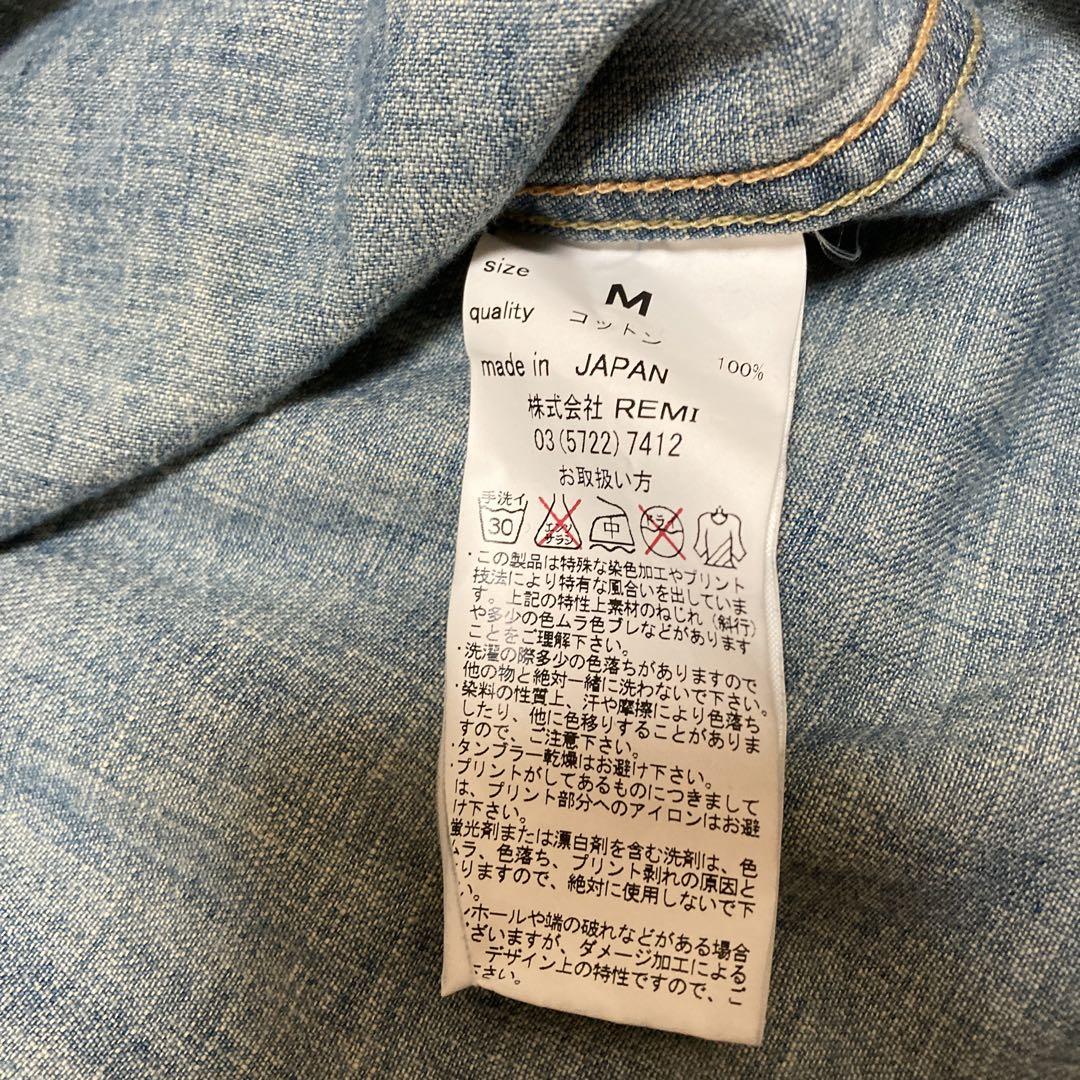 size M
quality コットン 100%
made in JAPAN
株式会社 REMI
03(5722)7412
お取扱い方
手洗イ 30 エンソ サラシ 中 ドライ
・この製品は特殊な染色加工やプリント
技法により特有な風合いを出していま
す。上記の特性上素材のねじれ(斜行)
や多少の色ムラ色ブレなどがあります
ことをご理解下さい。
・洗濯の際多少の色落ちがありますので
他の物と絶対一緒に洗わないで下さい。
・染料の性質上、汗や摩擦により色落ち
したり、他に色移りすることがありま
すので、ご注意下さい。
・タンブラー乾燥はお避け下さい。
・プリントがしてあるものにつきまして
は、プリント部分へのアイロンはお避
け下さい。
蛍光剤または漂白剤を含む洗剤は、色
ムラ、色落ち、プリント剥れの原因と
りますので、絶対に使用しないで下
い。
ンホールや端の破れなどがある場合
ざいますが、ダメージ加工による
デザイン上の特性ですので、ご
さい。